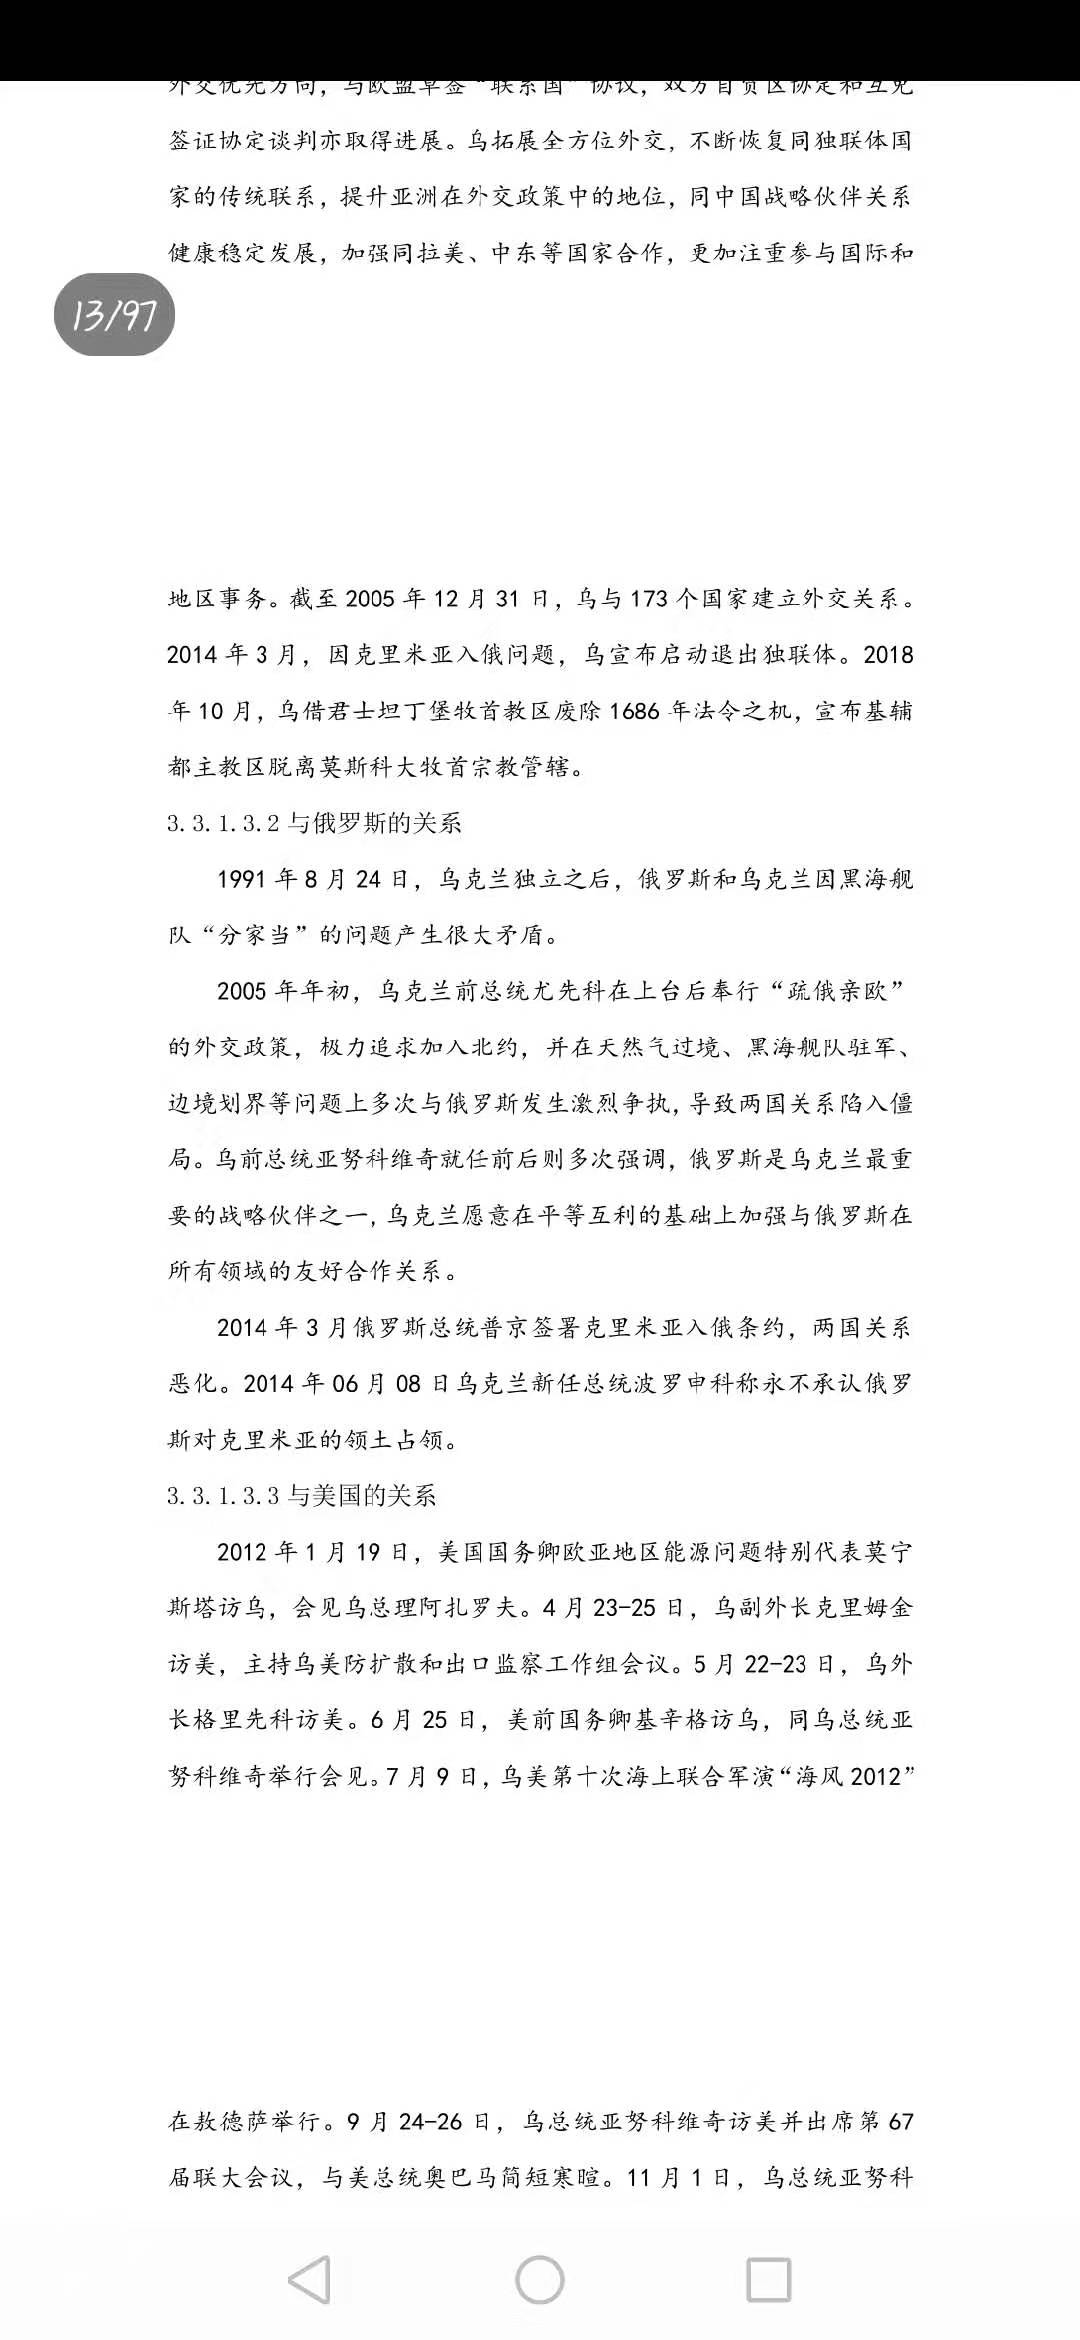 外交优先方向，与欧盟草签“联系国”协议，双方自贸区协定和互免
签证协定谈判亦取得进展。乌拓展全方位外交，不断恢复同独联体国
家的传统联系，提升亚洲在外交政策中的地位，同中国战略伙伴关系
健康稳定发展，加强同拉美、中东等国家合作，更加注重参与国际和
13/97
地区事务。截至 2005 年 12 月 31 日，乌与 173 个国家建立外交关系。
2014 年 3 月，因克里米亚入俄问题，乌宣布启动退出独联体。2018
年 10 月，乌借君士坦丁堡牧首教区废除 1686 年法令之机，宣布基辅
都主教区脱离莫斯科大牧首宗教管辖。
3.3.1.3.2 与俄罗斯的关系
1991 年 8 月 24 日，乌克兰独立之后，俄罗斯和乌克兰因黑海舰
队“分家当”的问题产生很大矛盾。
2005 年年初，乌克兰前总统尤先科在上台后奉行“疏俄亲欧”
的外交政策，极力追求加入北约，并在天然气过境、黑海舰队驻军、
边境划界等问题上多次与俄罗斯发生激烈争执，导致两国关系陷入僵
局。乌前总统亚努科维奇就任前后则多次强调，俄罗斯是乌克兰最重
要的战略伙伴之一，乌克兰愿意在平等互利的基础上加强与俄罗斯在
所有领域的友好合作关系。
2014 年 3 月俄罗斯总统普京签署克里米亚入俄条约，两国关系
恶化。2014 年 06 月 08 日乌克兰新任总统波罗申科称永不承认俄罗
斯对克里米亚的领土占领。
3.3.1.3.3 与美国的关系
2012 年 1 月 19 日，美国国务卿欧亚地区能源问题特别代表莫宁
斯塔访乌，会见乌总理阿扎罗夫。4 月 23-25 日，乌副外长克里姆金
访美，主持乌美防扩散和出口监察工作组会议。5 月 22-23 日，乌外
长格里先科访美。6 月 25 日，美前国务卿基辛格访乌，同乌总统亚
努科维奇举行会见。7 月 9 日，乌美第十次海上联合军演“海风 2012”
在敖德萨举行。9 月 24-26 日，乌总统亚努科维奇访美并出席第 67
届联大会议，与美总统奥巴马简短寒暄。11 月 1 日，乌总统亚努科